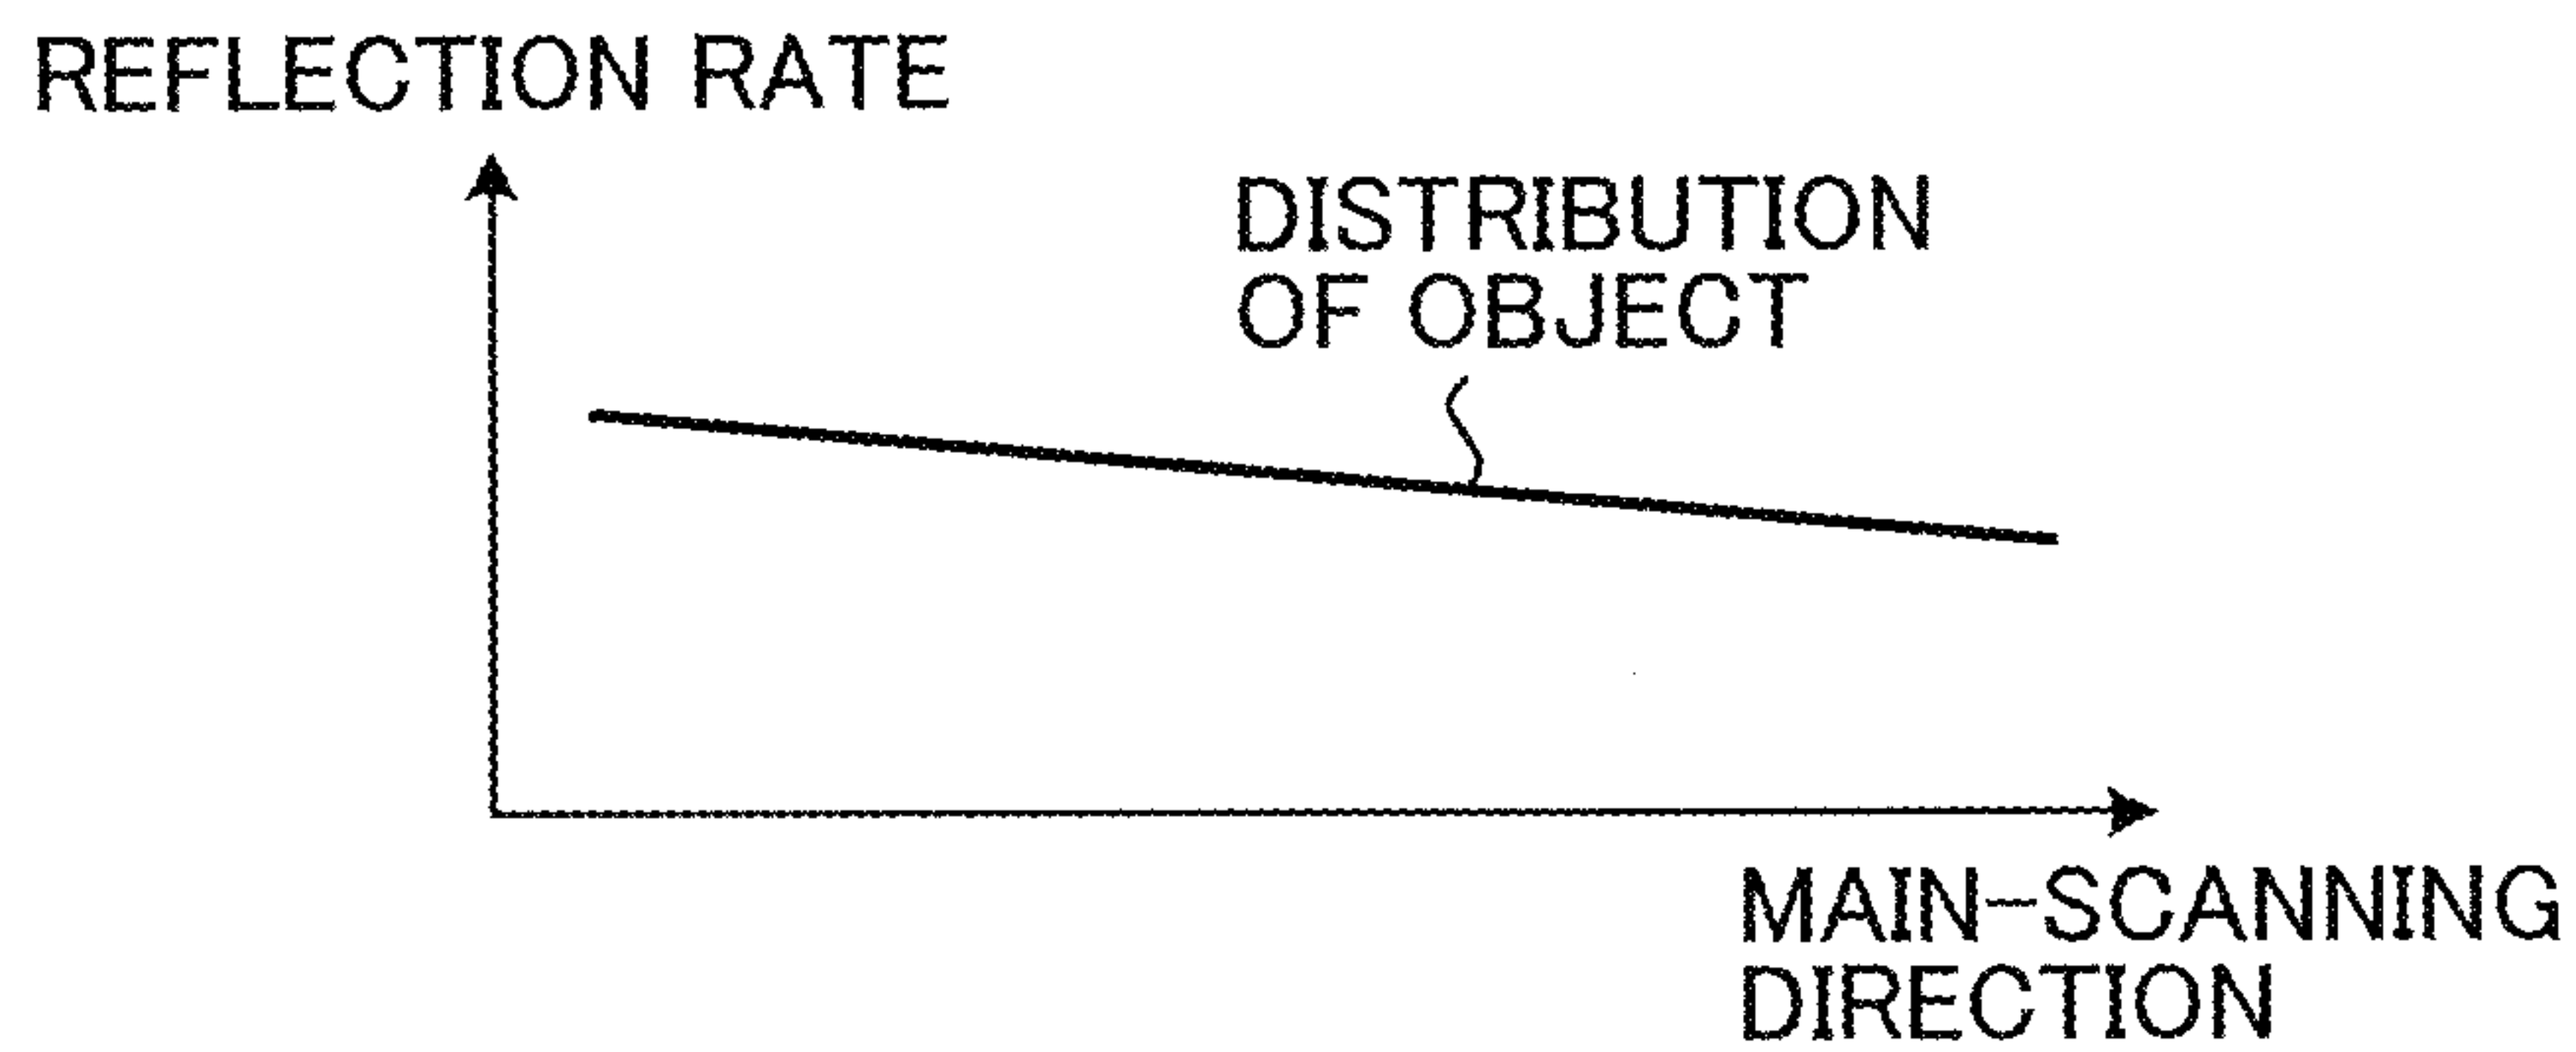 REFLECTION RATE
DISTRIBUTION
OF OBJECT
MAIN-SCANNING
DIRECTION